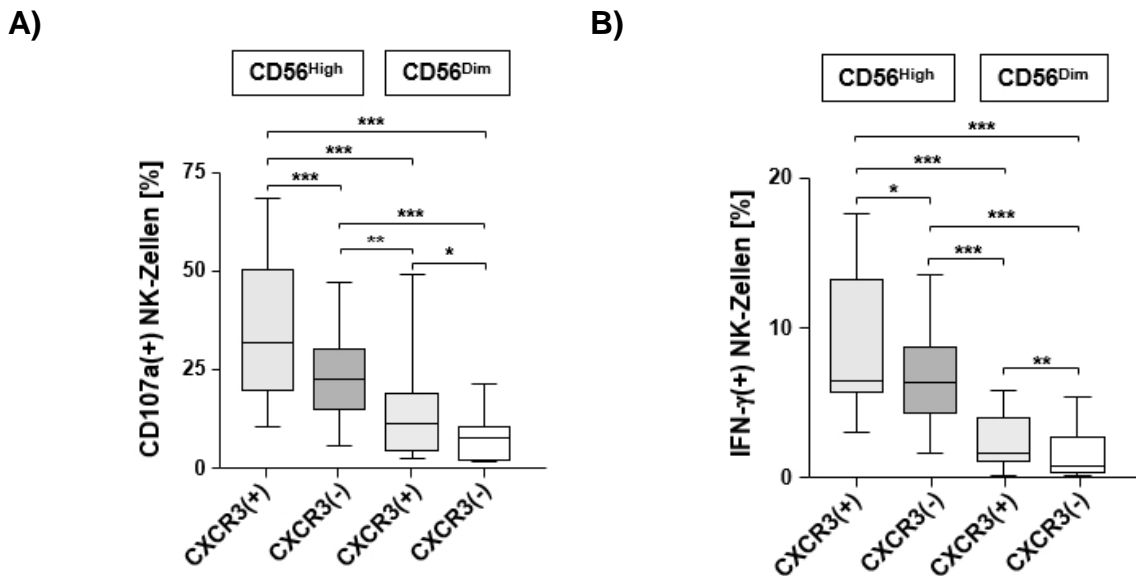 A)
CD56High
CD56Dim
***
***
***
***
**
*
CD107a(+) NK-Zellen [%]
75
50
25
0
CXCR3(+)
CXCR3(-)
CXCR3(+)
CXCR3(-)
B)
CD56High
CD56Dim
***
***
*
***
***
**
IFN-γ(+) NK-Zellen [%]
20
10
0
CXCR3(+)
CXCR3(-)
CXCR3(+)
CXCR3(-)